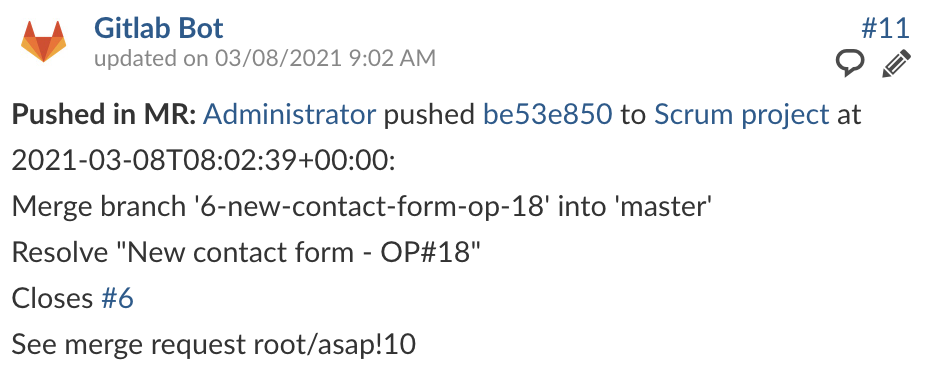 Gitlab Bot
#11
updated on 03/08/2021 9:02 AM
Pushed in MR: Administrator pushed be53e850 to Scrum project at
2021-03-08T08:02:39+00:00:
Merge branch '6-new-contact-form-op-18' into 'master'
Resolve "New contact form - OP#18"
Closes #6
See merge request root/asap!10